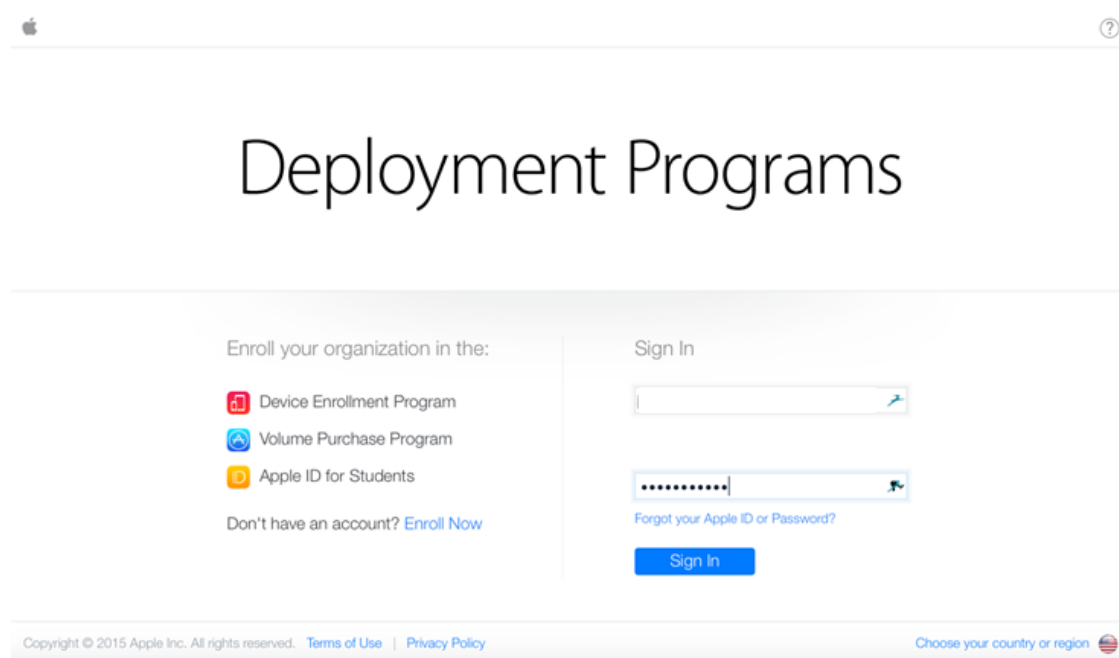 ?
Deployment Programs
Enroll your organization in the:
Device Enrollment Program
Volume Purchase Program
Apple ID for Students
Don't have an account? Enroll Now
Sign In
•••••••••••
Forgot your Apple ID or Password?
Sign In
Copyright © 2015 Apple Inc. All rights reserved. Terms of Use | Privacy Policy
Choose your country or region